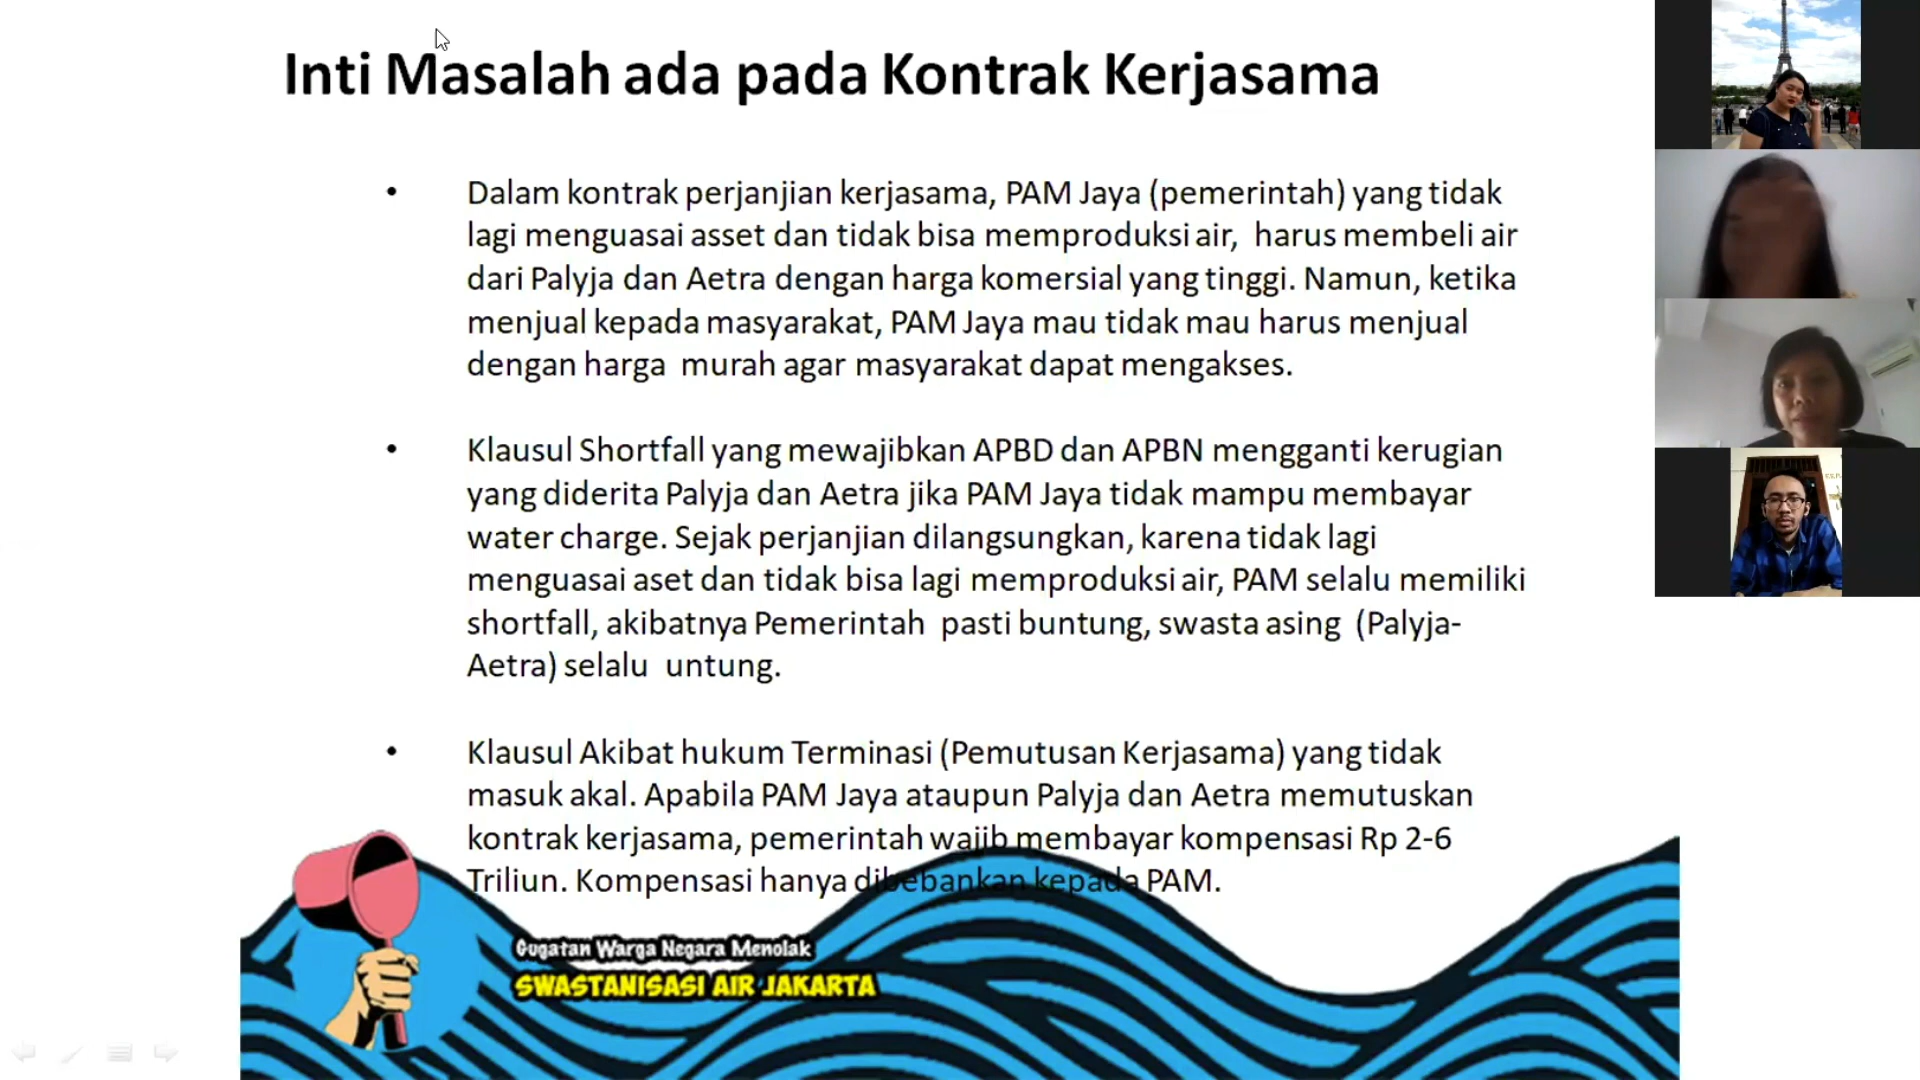 Inti Masalah ada pada Kontrak Kerjasama
• Dalam kontrak perjanjian kerjasama, PAM Jaya (pemerintah) yang tidak
lagi menguasai asset dan tidak bisa memproduksi air, harus membeli air
dari Palyja dan Aetra dengan harga komersial yang tinggi. Namun, ketika
menjual kepada masyarakat, PAM Jaya mau tidak mau harus menjual
dengan harga murah agar masyarakat dapat mengakses.
• Klausul Shortfall yang mewajibkan APBD dan APBN mengganti kerugian
yang diderita Palyja dan Aetra jika PAM Jaya tidak mampu membayar
water charge. Sejak perjanjian dilangsungkan, karena tidak lagi
menguasai aset dan tidak bisa lagi memproduksi air, PAM selalu memiliki
shortfall, akibatnya Pemerintah pasti buntung, swasta asing (Palyja-
Aetra) selalu untung.
• Klausul Akibat hukum Terminasi (Pemutusan Kerjasama) yang tidak
masuk akal. Apabila PAM Jaya ataupun Palyja dan Aetra memutuskan
kontrak kerjasama, pemerintah wajib membayar kompensasi Rp 2-6
Triliun. Kompensasi hanya dibebankan kepada PAM.
Gugatan Warga Negara Menolak
SWASTANISASI AIR JAKARTA